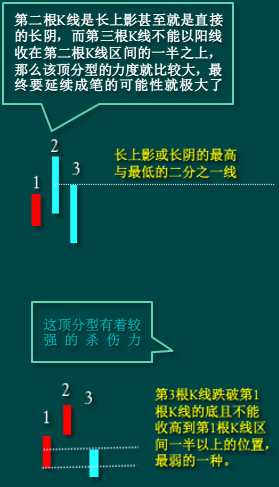 第二根K线是长上影甚至就是直接
的长阴，而第三根K线不能以阳线
收在第二根K线区间的一半之上，
那么该顶分型的力度就比较大，最
终要延续成笔的可能性就极大了
2
1
3
长上影或长阴的最高
与最低的二分之一线
这顶分型有着较
强的杀伤力
2
1
3
第3根K线跌破第1
根K线的底且不能
收高到第1根K线区
间一半以上的位置，
最弱的一种。